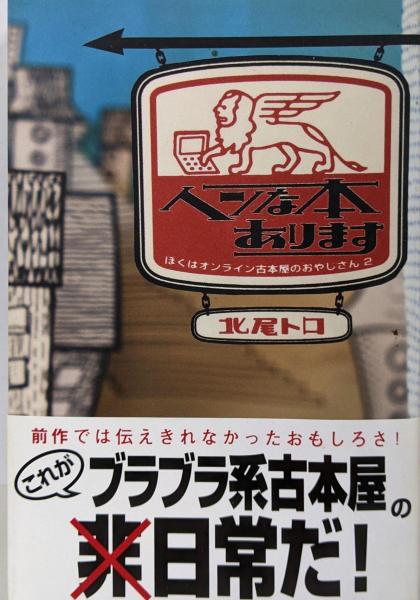 ヘンな本
あります
ぼくはオンライン古本屋のおやじさん 2
北尾トロ
前作では伝えきれなかったおもしろさ!
これが
ブラブラ系古本屋の
非日常だ!